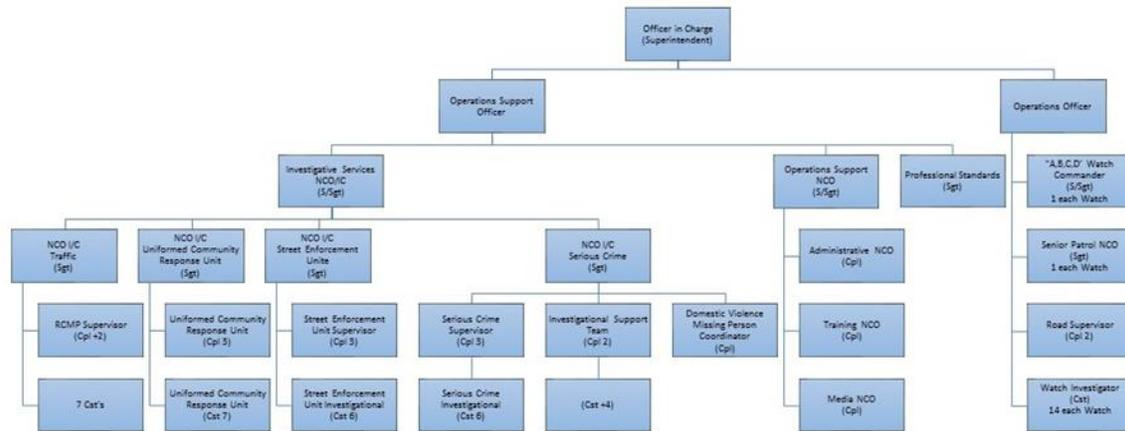 Officer in Charge
(Superintendent)
Operations Support
Officer
Operations Officer
Investigative Services
NCO/IC
(S/Sgt)
Operations Support
NCO
(S/Sgt)
Professional Standards
(Sgt)
"A,B,C,D' Watch
Commander
(S/Sgt)
1 each Watch
NCO I/C
Traffic
(Sgt)
NCO I/C
Uniformed Community
Response Unit
(Sgt)
NCO I/C
Street Enforcement
Unite
(Sgt)
NCO I/C
Serious Crime
(Sgt)
Administrative NCO
(Cpl)
Senior Patrol NCO
(Sgt)
1 each Watch
RCMP Supervisor
(Cpl +2)
Uniformed Community
Response Unit
(Cpl 3)
Street Enforcement
Unit Supervisor
(Cpl 3)
Serious Crime
Supervisor
(Cpl 3)
Investigational Support
Team
(Cpl 2)
Domestic Violence
Missing Person
Coordinator
(Cpl)
Training NCO
(Cpl)
Road Supervisor
(Cpl 2)
7 Cst's
Uniformed Community
Response Unit
(Cst 7)
Street Enforcement
Unit Investigational
(Cst 6)
Serious Crime
Investigational
(Cst 6)
(Cst +4)
Media NCO
(Cpl)
Watch Investigator
(Cst)
14 each Watch